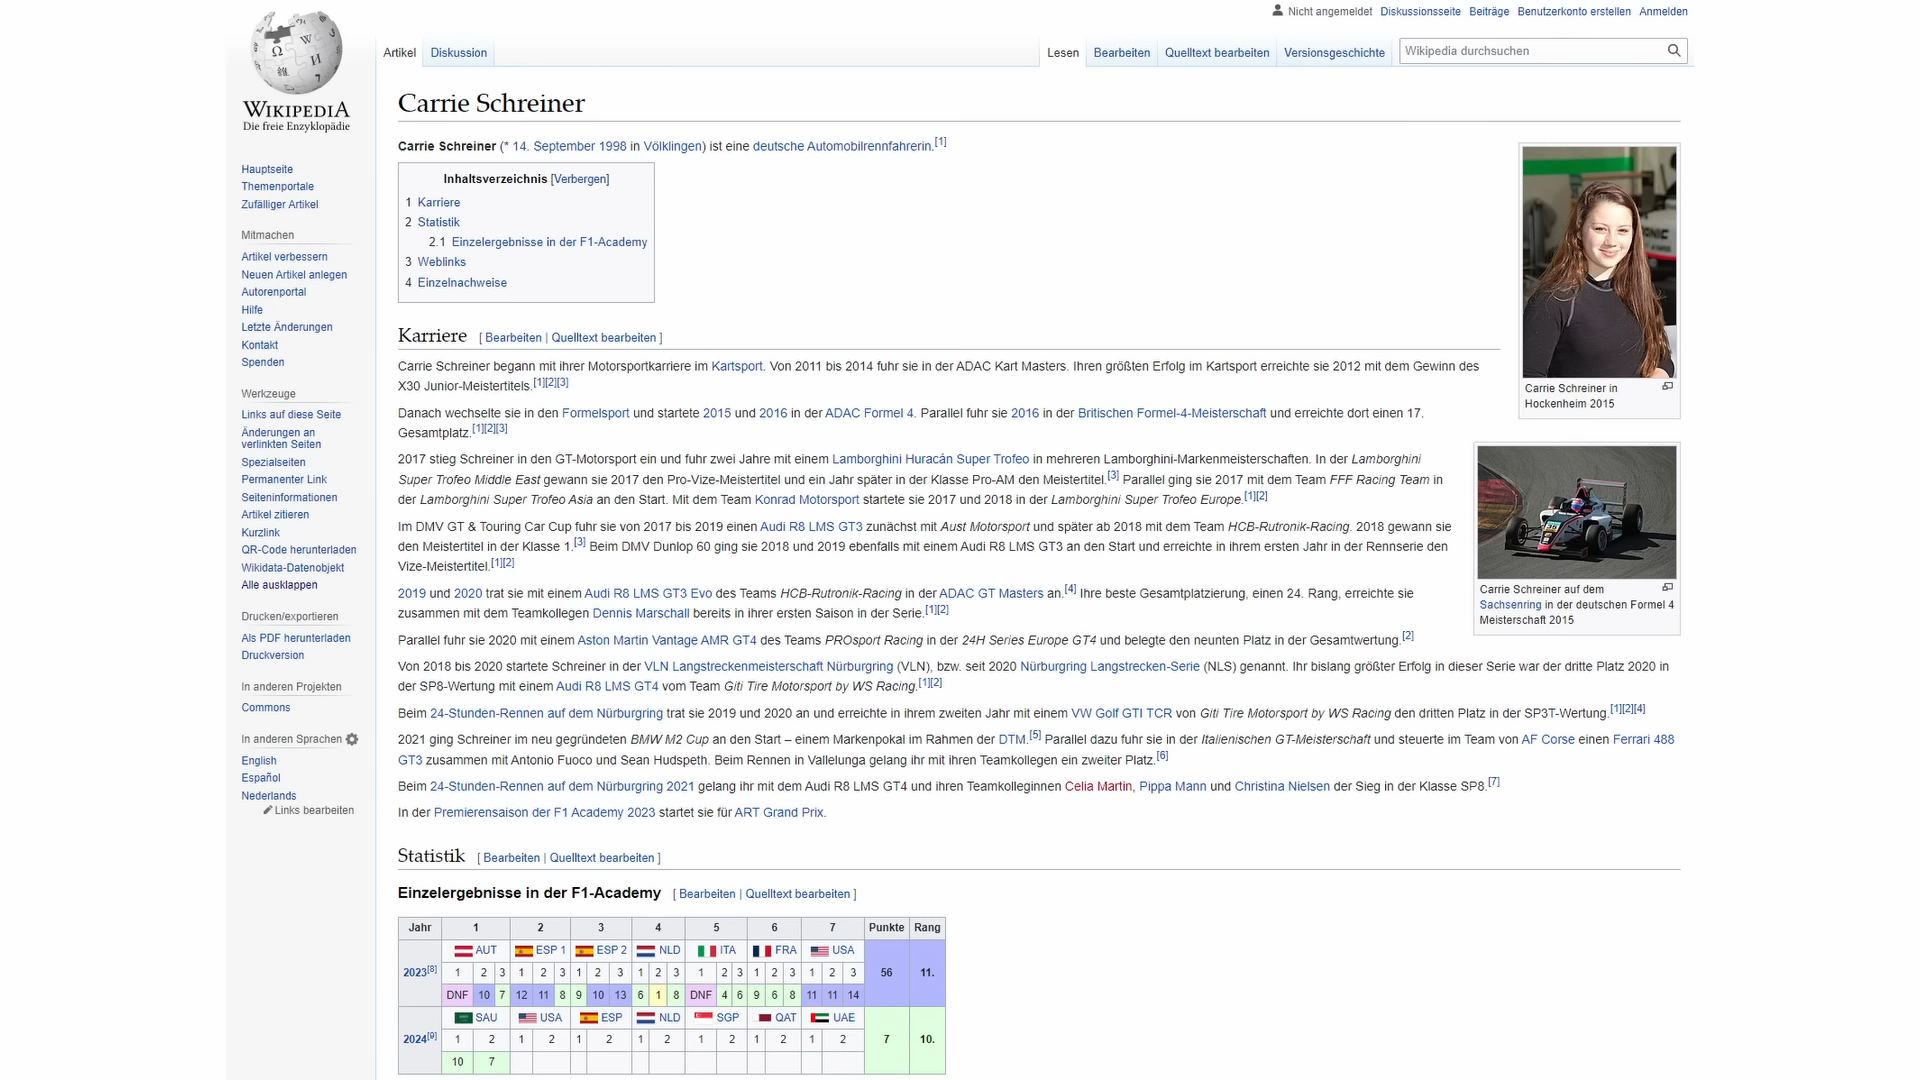 Nicht angemeldet Diskussionsseite Beiträge Benutzerkonto erstellen Anmelden
Artikel Diskussion Lesen Bearbeiten Quelltext bearbeiten Versionsgeschichte Wikipedia durchsuchen
WIKIPEDIA
Die freie Enzyklopädie
Hauptseite
Themenportale
Zufälliger Artikel
Mitmachen
Artikel verbessern
Neuen Artikel anlegen
Autorenportal
Hilfe
Letzte Änderungen
Kontakt
Spenden
Werkzeuge
Links auf diese Seite
Änderungen an
verlinkten Seiten
Spezialseiten
Permanenter Link
Seiteninformationen
Artikel zitieren
Kurzlink
QR-Code herunterladen
Wikidata-Datenobjekt
Alle ausklappen
Drucken/exportieren
Als PDF herunterladen
Druckversion
In anderen Projekten
Commons
In anderen Sprachen
English
Español
Nederlands
Links bearbeiten
Carrie Schreiner
Carrie Schreiner (* 14. September 1998 in Völklingen) ist eine deutsche Automobilrennfahrerin.[1]
Inhaltsverzeichnis [Verbergen]
1 Karriere
2 Statistik
2.1 Einzelergebnisse in der F1-Academy
3 Weblinks
4 Einzelnachweise
Carrie Schreiner in
Hockenheim 2015
Karriere [ Bearbeiten | Quelltext bearbeiten ]
Carrie Schreiner begann mit ihrer Motorsportkarriere im Kartsport. Von 2011 bis 2014 fuhr sie in der ADAC Kart Masters. Ihren größten Erfolg im Kartsport erreichte sie 2012 mit dem Gewinn des
X30 Junior-Meistertitels.[1][2][3]
Danach wechselte sie in den Formelsport und startete 2015 und 2016 in der ADAC Formel 4. Parallel fuhr sie 2016 in der Britischen Formel-4-Meisterschaft und erreichte dort einen 17.
Gesamtplatz.[1][2][3]
2017 stieg Schreiner in den GT-Motorsport ein und fuhr zwei Jahre mit einem Lamborghini Huracán Super Trofeo in mehreren Lamborghini-Markenmeisterschaften. In der Lamborghini
Super Trofeo Middle East gewann sie 2017 den Pro-Vize-Meistertitel und ein Jahr später in der Klasse Pro-AM den Meistertitel.[3] Parallel ging sie 2017 mit dem Team FFF Racing Team in
der Lamborghini Super Trofeo Asia an den Start. Mit dem Team Konrad Motorsport startete sie 2017 und 2018 in der Lamborghini Super Trofeo Europe.[1][2]
Im DMV GT & Touring Car Cup fuhr sie von 2017 bis 2019 einen Audi R8 LMS GT3 zunächst mit Aust Motorsport und später ab 2018 mit dem Team HCB-Rutronik-Racing. 2018 gewann sie
den Meistertitel in der Klasse 1.[3] Beim DMV Dunlop 60 ging sie 2018 und 2019 ebenfalls mit einem Audi R8 LMS GT3 an den Start und erreichte in ihrem ersten Jahr in der Rennserie den
Vize-Meistertitel.[1][2]
Carrie Schreiner auf dem
Sachsenring in der deutschen Formel 4
Meisterschaft 2015
2019 und 2020 trat sie mit einem Audi R8 LMS GT3 Evo des Teams HCB-Rutronik-Racing in der ADAC GT Masters an.[4] Ihre beste Gesamtplatzierung, einen 24. Rang, erreichte sie
zusammen mit dem Teamkollegen Dennis Marschall bereits in ihrer ersten Saison in der Serie.[1][2]
Parallel fuhr sie 2020 mit einem Aston Martin Vantage AMR GT4 des Teams PROsport Racing in der 24H Series Europe GT4 und belegte den neunten Platz in der Gesamtwertung.[2]
Von 2018 bis 2020 startete Schreiner in der VLN Langstreckenmeisterschaft Nürburgring (VLN), bzw. seit 2020 Nürburgring Langstrecken-Serie (NLS) genannt. Ihr bislang größter Erfolg in dieser Serie war der dritte Platz 2020 in
der SP8-Wertung mit einem Audi R8 LMS GT4 vom Team Giti Tire Motorsport by WS Racing.[1][2]
Beim 24-Stunden-Rennen auf dem Nürburgring trat sie 2019 und 2020 an und erreichte in ihrem zweiten Jahr mit einem VW Golf GTI TCR von Giti Tire Motorsport by WS Racing den dritten Platz in der SP3T-Wertung.[1][2][4]
2021 ging Schreiner im neu gegründeten BMW M2 Cup an den Start – einem Markenpokal im Rahmen der DTM.[5] Parallel dazu fuhr sie in der Italienischen GT-Meisterschaft und steuerte im Team von AF Corse einen Ferrari 488
GT3 zusammen mit Antonio Fuoco und Sean Hudspeth. Beim Rennen in Vallelunga gelang ihr mit ihren Teamkollegen ein zweiter Platz.[6]
Beim 24-Stunden-Rennen auf dem Nürburgring 2021 gelang ihr mit dem Audi R8 LMS GT4 und ihren Teamkolleginnen Celia Martin, Pippa Mann und Christina Nielsen der Sieg in der Klasse SP8.[7]
In der Premierensaison der F1 Academy 2023 startet sie für ART Grand Prix.
Statistik [ Bearbeiten | Quelltext bearbeiten ]
Einzelergebnisse in der F1-Academy [ Bearbeiten | Quelltext bearbeiten ]
Jahr 1 2 3 4 5 6 7 Punkte Rang
2023[8] AUT ESP 1 ESP 2 NLD ITA FRA USA 56 11.
1 2 3 1 2 3 1 2 3 1 2 3 1 2 3 1 2 3 1 2 3
DNF 10 7 12 11 8 9 10 13 6 1 8 DNF 4 6 9 6 8 11 11 14
2024[9] SAU USA ESP NLD SGP QAT UAE 7 10.
1 2 1 2 1 2 1 2 1 2 1 2 1 2
10 7